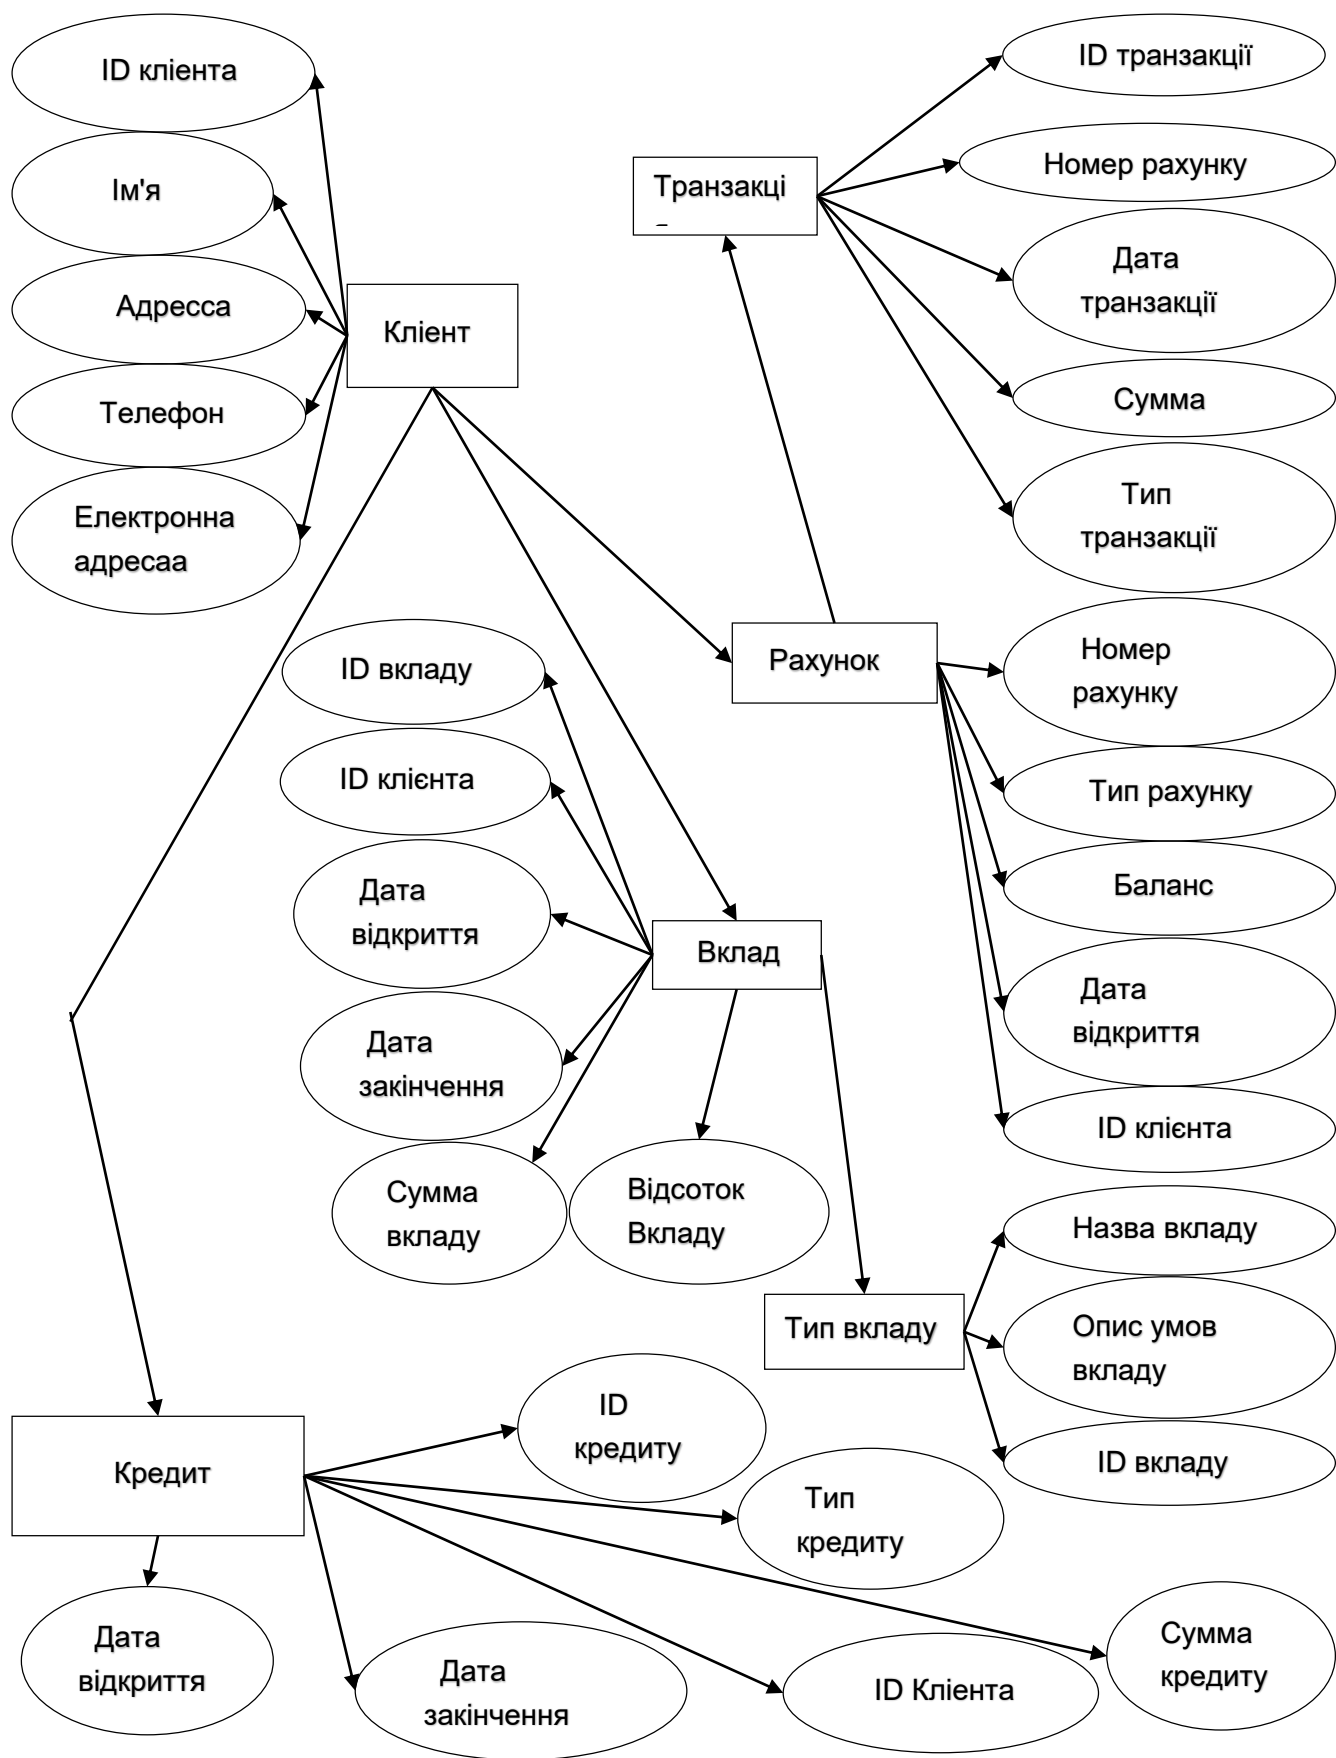 ID кліента
Ім'я
Адресса
Телефон
Електронна
адресаа
Кліент
Транзакці
ID транзакції
Номер рахунку
Дата
транзакції
Сумма
Тип
транзакції
Рахунок
Номер
рахунку
Тип рахунку
Баланс
Дата
відкриття
ID клієнта
ID вкладу
ID клієнта
Дата
відкриття
Дата
закінчення
Сумма
вкладу
Вклад
Відсоток
Вкладу
Тип вкладу
Назва вкладу
Опис умов
вкладу
ID вкладу
Кредит
ID
кредиту
Тип
кредиту
Дата
відкриття
Дата
закінчення
ID Кліента
Сумма
кредиту